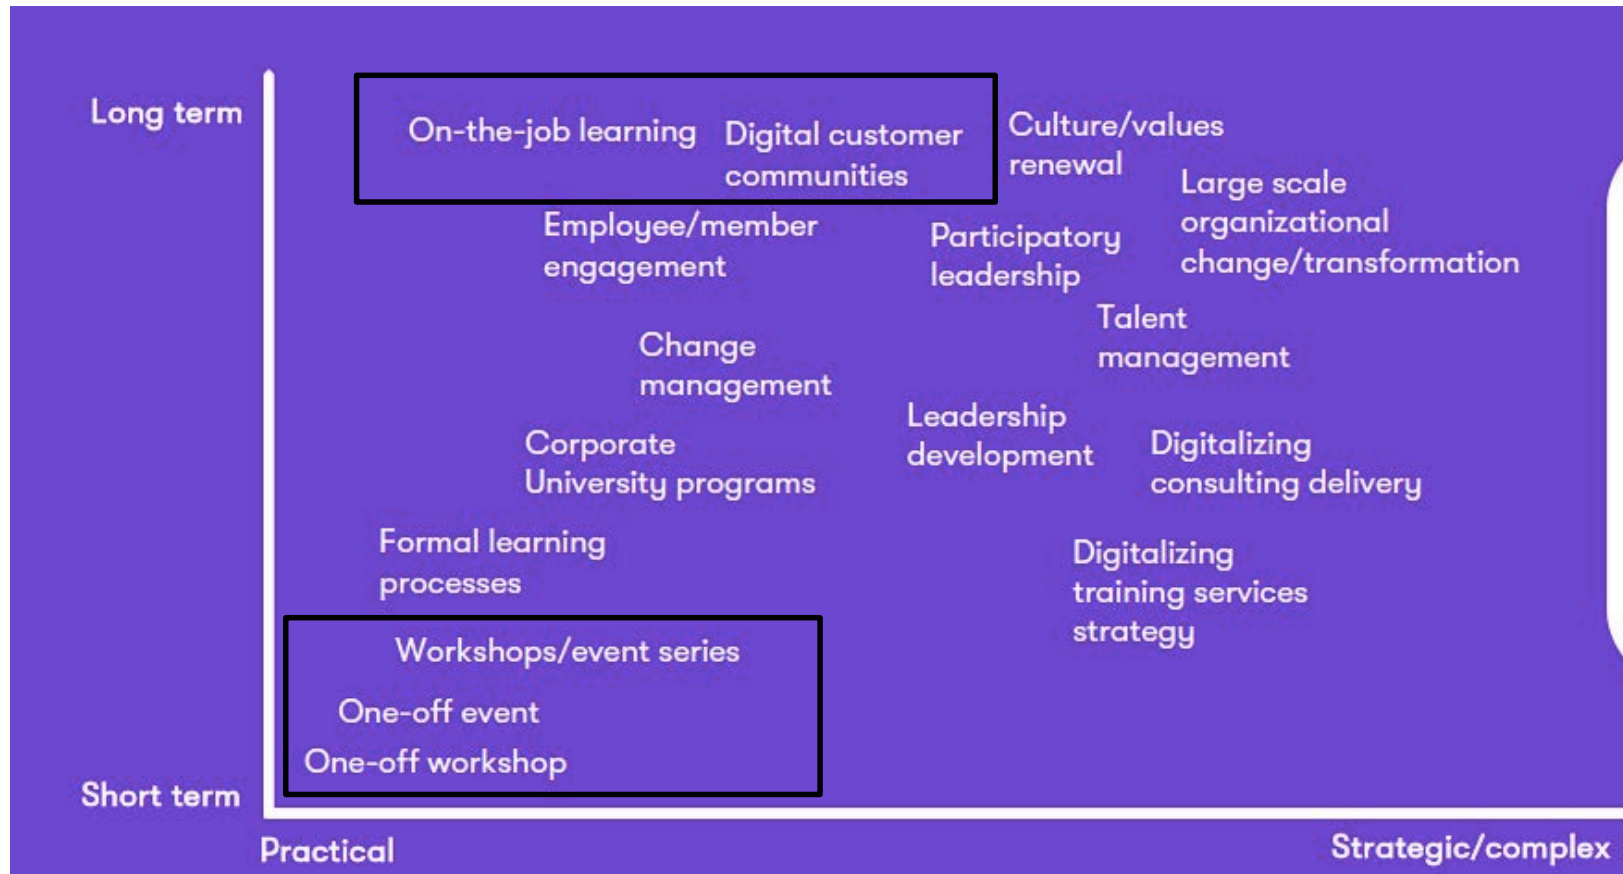 Long term
On-the-job learning
Digital customer
communities
Culture/values
renewal
Large scale
organizational
change/transformation
Employee/member
engagement
Participatory
leadership
Talent
management
Change
management
Leadership
development
Corporate
University programs
Digitalizing
consulting delivery
Formal learning
processes
Digitalizing
training services
strategy
Workshops/event series
One-off event
One-off workshop
Short term
Practical
Strategic/complex